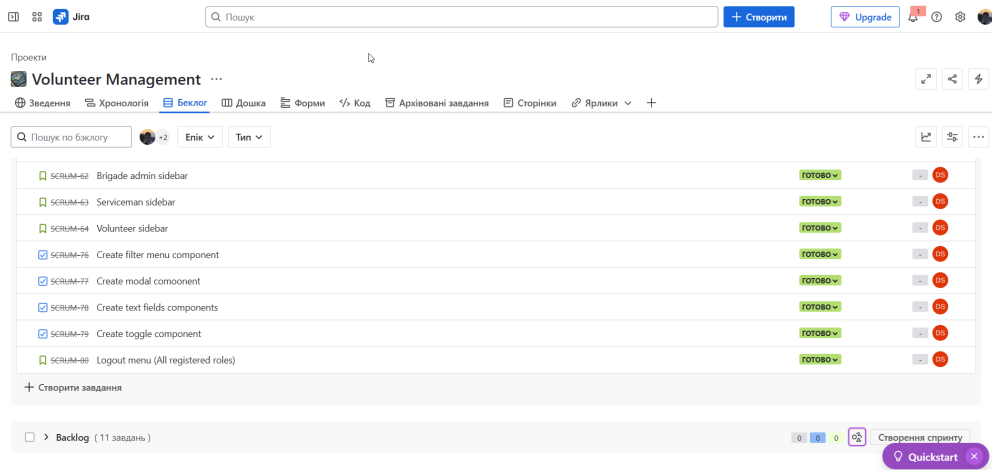 Jira
Пошук
+ Створити
Upgrade
1
Проекти
Volunteer Management ···
Зведення Хронологія Беклог Дошка Форми Код Архівовані завдання Сторінки Ярлики +
Пошук по бэклогу +2 Епік Тип
SCRUM-62 Brigade admin sidebar ГОТОВО - DS
SCRUM-63 Serviceman sidebar ГОТОВО - DS
SCRUM-64 Volunteer sidebar ГОТОВО - DS
SCRUM-76 Create filter menu component ГОТОВО - DS
SCRUM-77 Create modal comoonent ГОТОВО - DS
SCRUM-78 Create text fields components ГОТОВО - DS
SCRUM-79 Create toggle component ГОТОВО - DS
SCRUM-80 Logout menu (All registered roles) ГОТОВО - DS
+ Створити завдання
Backlog ( 11 завдань ) 0 0 0 Створення спринту
Quickstart ×